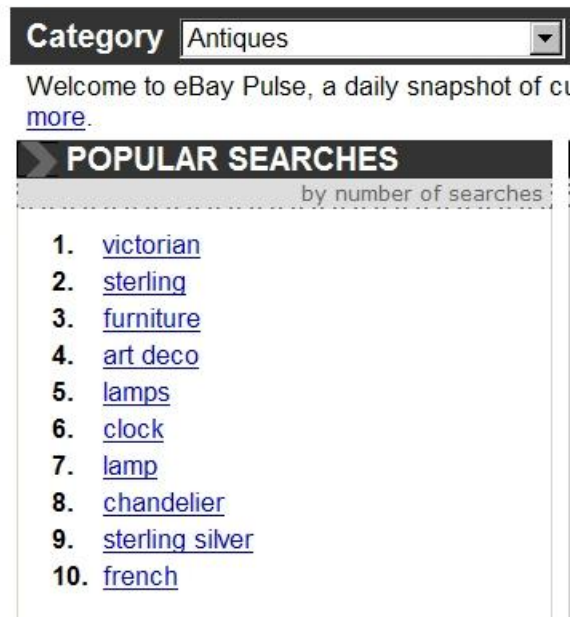 Category Antiques
Welcome to eBay Pulse, a daily snapshot of
more.
POPULAR SEARCHES
by number of searches
1. victorian
2. sterling
3. furniture
4. art deco
5. lamps
6. clock
7. lamp
8. chandelier
9. sterling silver
10. french